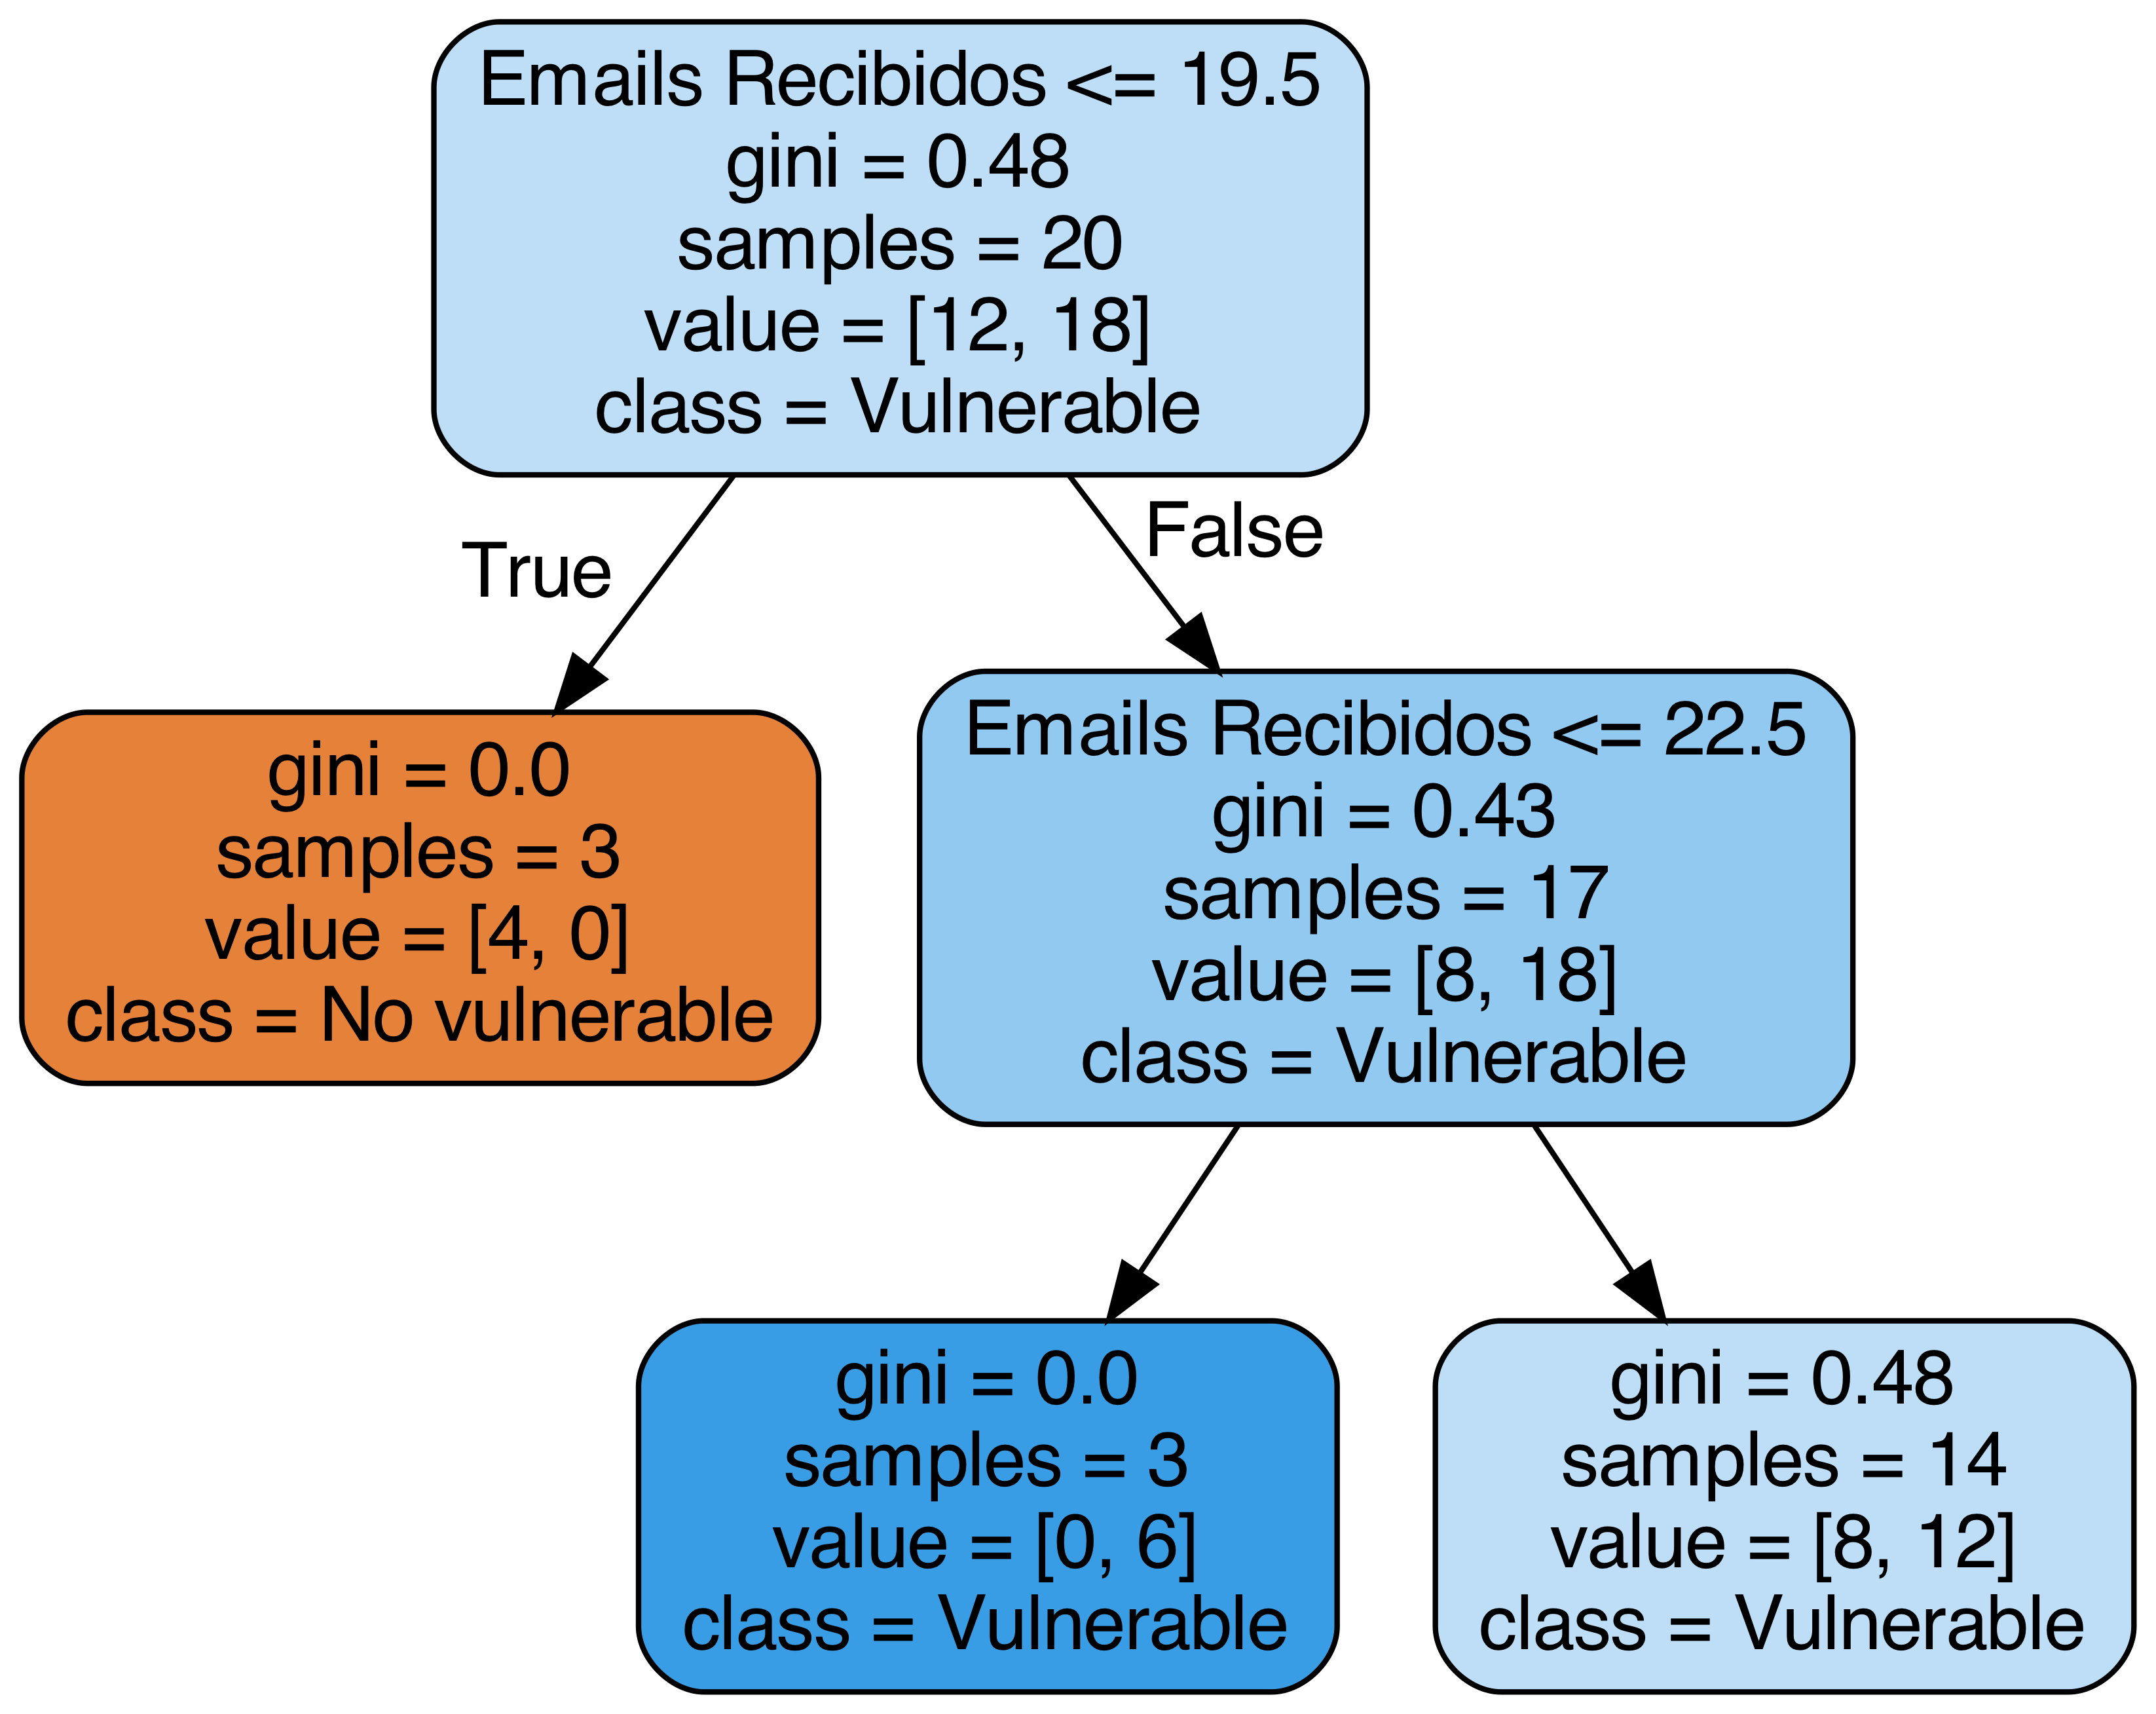 Emails Recibidos <= 19.5
gini = 0.48
samples = 20
value = [12, 18]
class = Vulnerable
True
False
gini = 0.0
samples = 3
value = [4, 0]
class = No vulnerable
Emails Recibidos <= 22.5
gini = 0.43
samples = 17
value = [8, 18]
class = Vulnerable
gini = 0.0
samples = 3
value = [0, 6]
class = Vulnerable
gini = 0.48
samples = 14
value = [8, 12]
class = Vulnerable